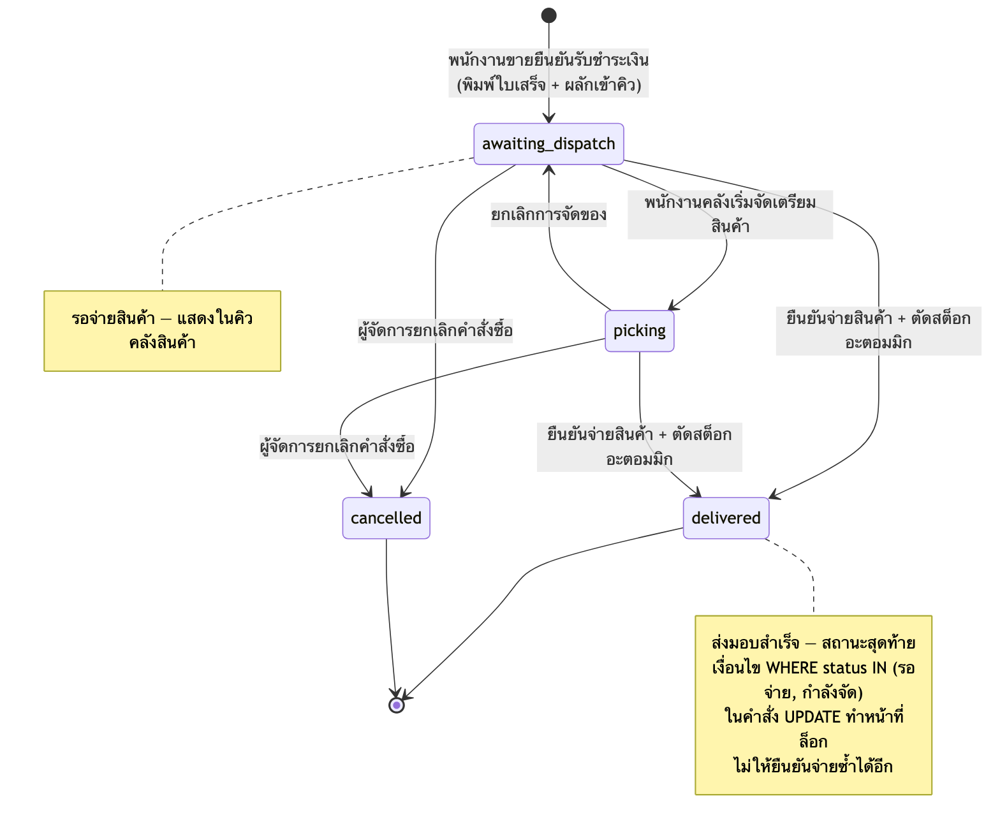 พนักงานขายยืนยันรับชำระเงิน
(พิมพ์ใบเสร็จ + ผลักเข้าคิว)
awaiting_dispatch
ยกเลิกการจัดของ
พนักงานคลังเริ่มจัดเตรียม
สินค้า
รอจ่ายสินค้า — แสดงในคิว
คลังสินค้า
ผู้จัดการยกเลิกคำสั่งซื้อ
picking
ยืนยันจ่ายสินค้า + ตัดสต็อก
อะตอมมิก
ผู้จัดการยกเลิกคำสั่งซื้อ
ยืนยันจ่ายสินค้า + ตัดสต็อก
อะตอมมิก
cancelled
delivered
ส่งมอบสำเร็จ — สถานะสุดท้าย
เงื่อนไข WHERE status IN (รอ
จ่าย, กำลังจัด)
ในคำสั่ง UPDATE ทำหน้าที่
ล็อก
ไม่ให้ยืนยันจ่ายซ้ำได้อีก